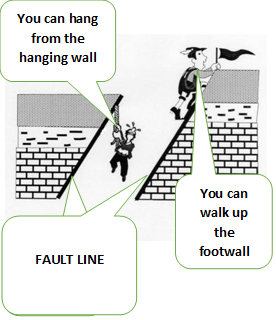 You can hang
from the
hanging wall
You can
walk up
the
footwall
FAULT LINE